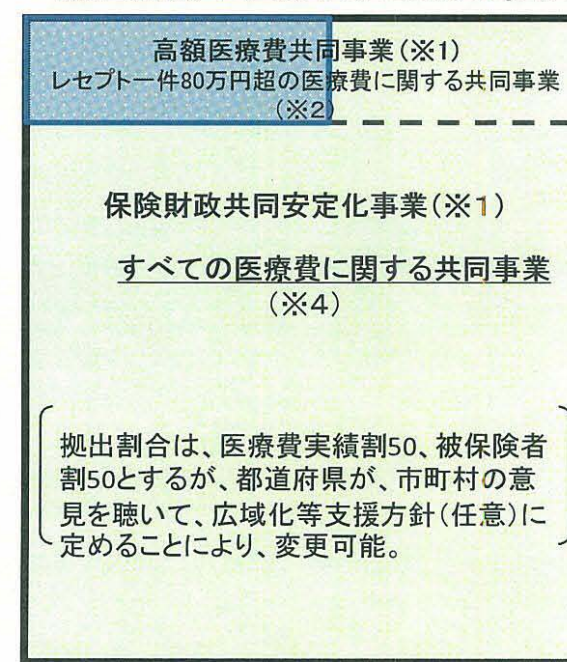 高額医療費共同事業(※1)
レセプト一件80万円超の医療費に関する共同事業
(※2)
保険財政共同安定化事業(※1)
すべての医療費に関する共同事業
(※4)
拠出割合は、医療費実績割50、被保険者
割50とするが、都道府県が、市町村の意
見を聴いて、広域化等支援方針(任意)に
定めることにより、変更可能。